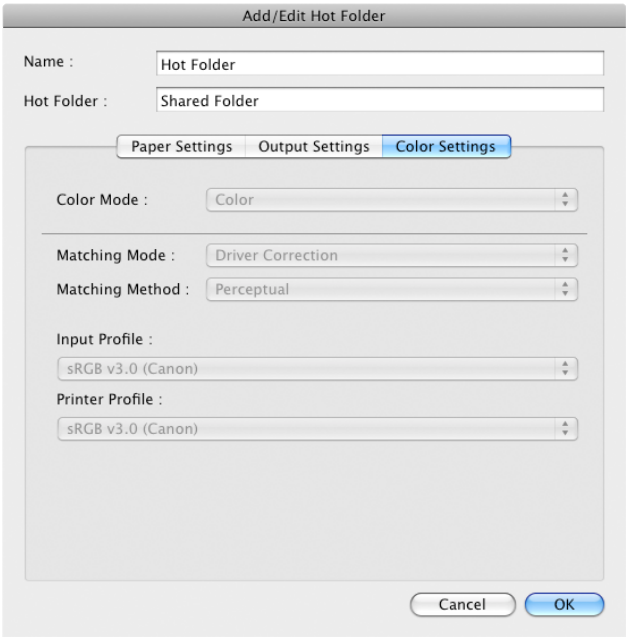 Add/Edit Hot Folder
Name : Hot Folder
Hot Folder : Shared Folder
Paper Settings Output Settings Color Settings
Color Mode : Color
Matching Mode : Driver Correction
Matching Method : Perceptual
Input Profile :
sRGB v3.0 (Canon)
Printer Profile :
sRGB v3.0 (Canon)
Cancel OK